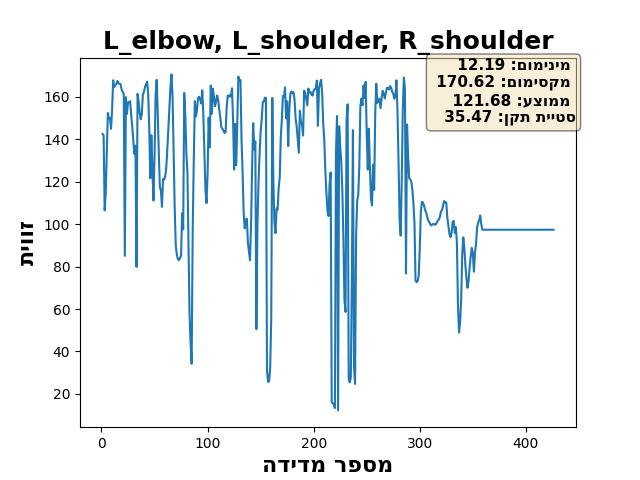 L_elbow, L_shoulder, R_shoulder
מינימום: 12.19
מקסימום: 170.62
ממוצע: 121.68
סטיית תקן: 35.47
160
140
120
100
80
60
40
20
זווית
0 100 200 300 400
מספר מדידה